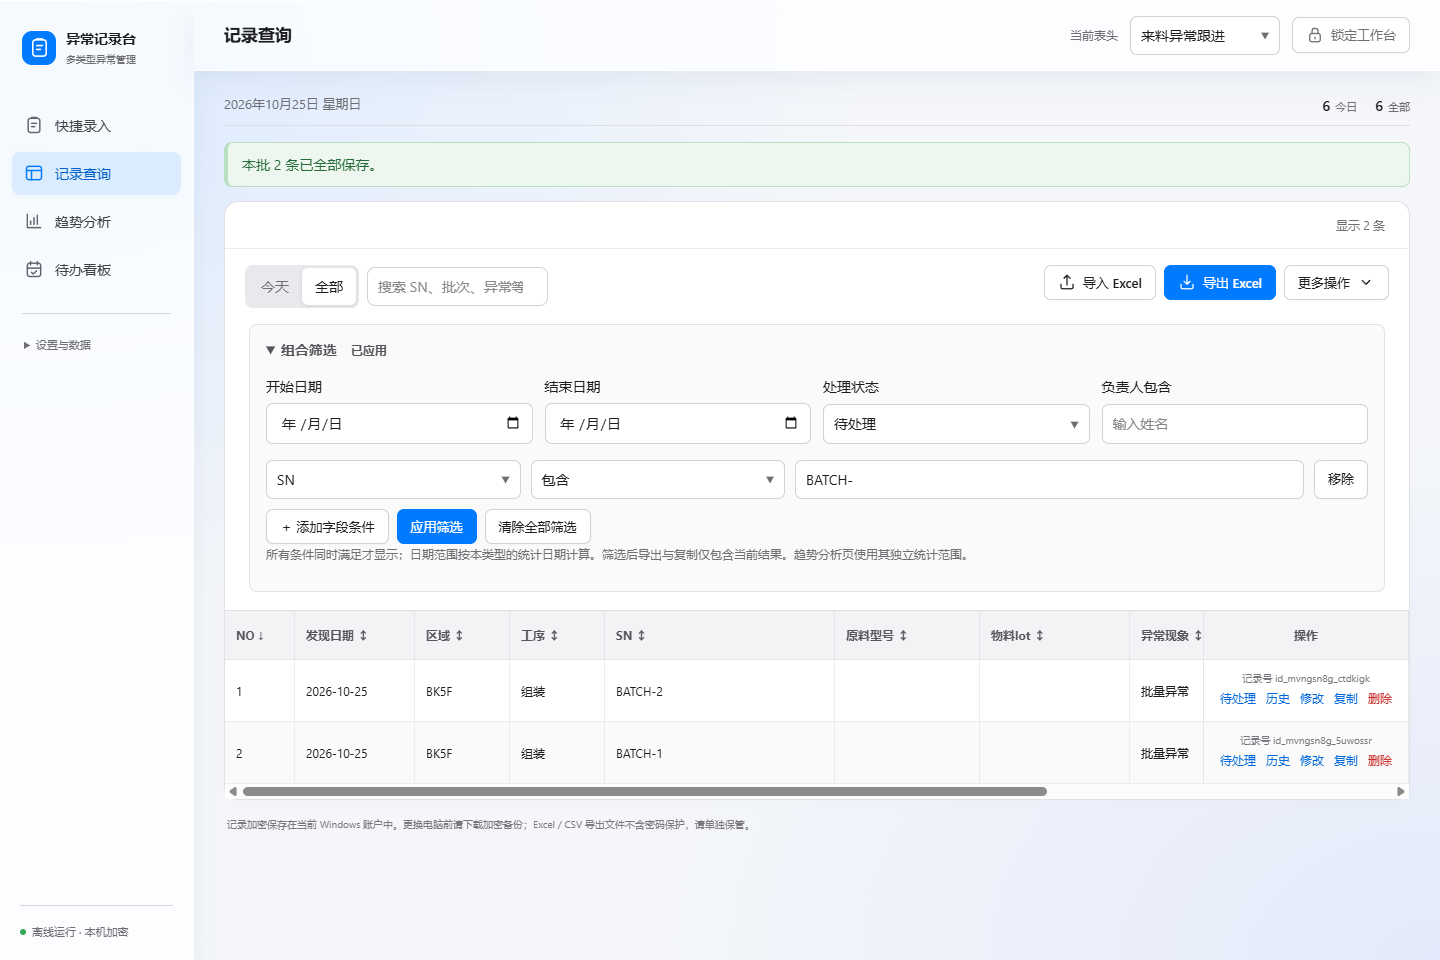 异常记录台
多类型异常管理
快捷录入
记录查询
趋势分析
待办看板
设置与数据
离线运行 · 本机加密
记录查询
当前表头
来料异常跟进
锁定工作台
2026年10月25日 星期日
6 今日 6 全部
本批 2 条已全部保存。
显示 2 条
今天 全部 搜索 SN、批次、异常等
导入 Excel 导出 Excel 更多操作
组合筛选 已应用
开始日期 结束日期 处理状态 负责人包含
年 /月/日 年 /月/日 待处理 输入姓名
SN 包含 BATCH- 移除
+ 添加字段条件 应用筛选 清除全部筛选
所有条件同时满足才显示；日期范围按本类型的统计日期计算。筛选后导出与复制仅包含当前结果。趋势分析页使用其独立统计范围。
NO ↓ 发现日期 ↕ 区域 ↕ 工序 ↕ SN ↕ 原料型号 ↕ 物料lot ↕ 异常现象 ↕ 操作
1 2026-10-25 BK5F 组装 BATCH-2 批量异常 记录号 id_mvngsn8g_ctdkigk
待处理 历史 修改 复制 删除
2 2026-10-25 BK5F 组装 BATCH-1 批量异常 记录号 id_mvngsn8g_5uwossr
待处理 历史 修改 复制 删除
记录加密保存在当前 Windows 账户中。更换电脑前请下载加密备份；Excel / CSV 导出文件不含密码保护，请单独保管。